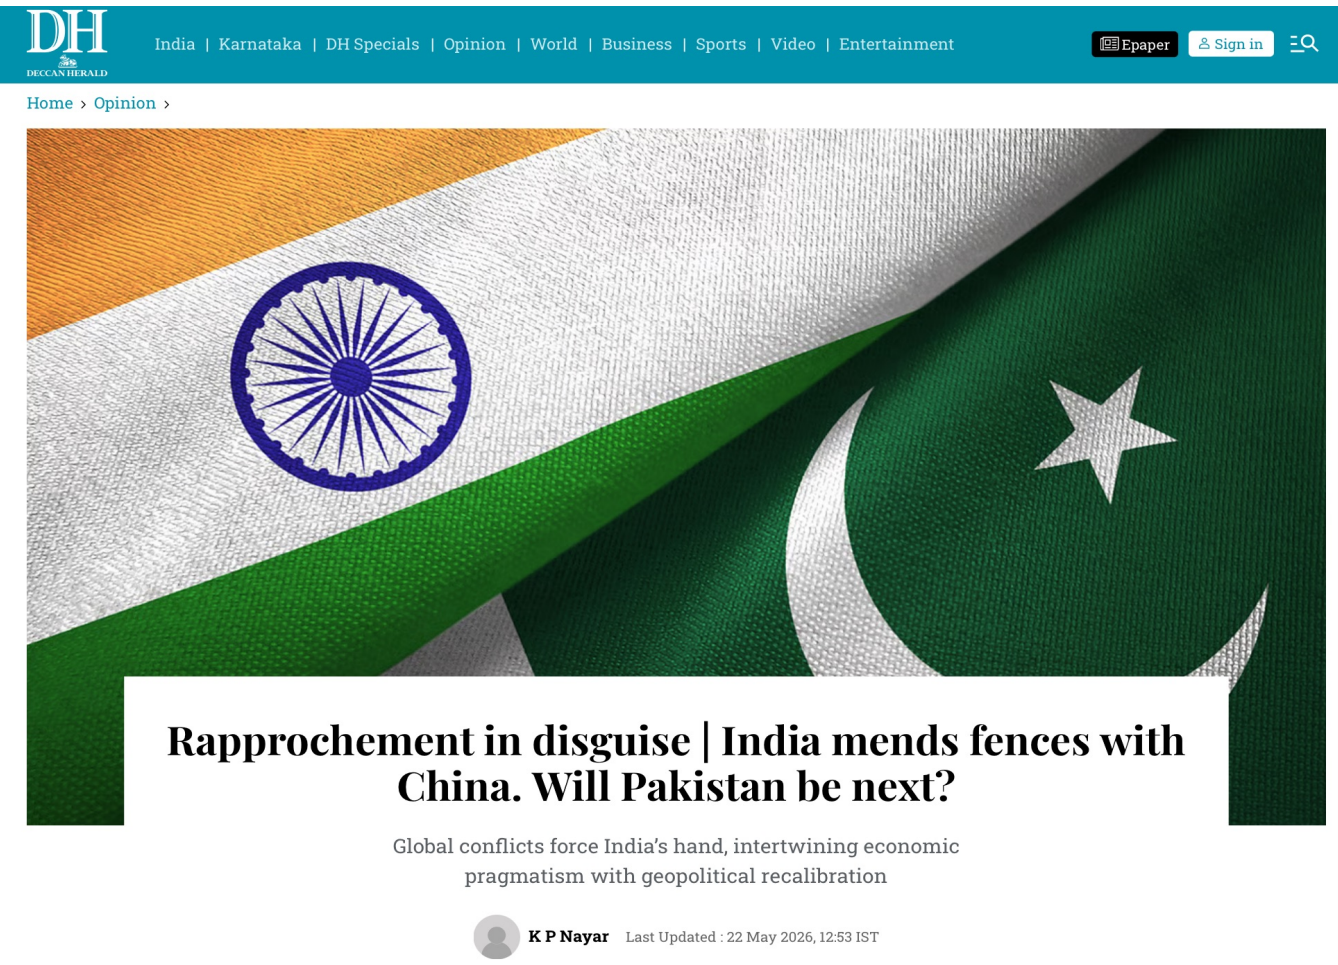 DH
DECCAN HERALD
India | Karnataka | DH Specials | Opinion | World | Business | Sports | Video | Entertainment
Epaper
Sign in
Home › Opinion ›
Rapprochement in disguise | India mends fences with
China. Will Pakistan be next?
Global conflicts force India’s hand, intertwining economic
pragmatism with geopolitical recalibration
K P Nayar Last Updated : 22 May 2026, 12:53 IST